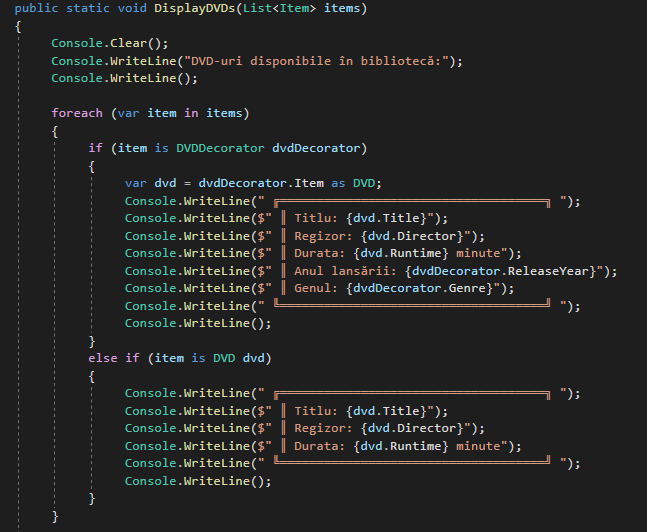 public static void DisplayDVDs(List<Item> items)
{
    Console.Clear();
    Console.WriteLine("DVD-uri disponibile în bibliotecă:");
    Console.WriteLine();

    foreach (var item in items)
    {
        if (item is DVDDecorator dvdDecorator)
        {
            var dvd = dvdDecorator.Item as DVD;
            Console.WriteLine(" ╔════════════════════════════════════╗ ");
            Console.WriteLine($" ║ Titlu: {dvd.Title}");
            Console.WriteLine($" ║ Regizor: {dvd.Director}");
            Console.WriteLine($" ║ Durata: {dvd.Runtime} minute");
            Console.WriteLine($" ║ Anul lansării: {dvdDecorator.ReleaseYear}");
            Console.WriteLine($" ║ Genul: {dvdDecorator.Genre}");
            Console.WriteLine(" ╚════════════════════════════════════╝ ");
            Console.WriteLine();
        }
        else if (item is DVD dvd)
        {
            Console.WriteLine(" ╔════════════════════════════════════╗ ");
            Console.WriteLine($" ║ Titlu: {dvd.Title}");
            Console.WriteLine($" ║ Regizor: {dvd.Director}");
            Console.WriteLine($" ║ Durata: {dvd.Runtime} minute");
            Console.WriteLine(" ╚════════════════════════════════════╝ ");
            Console.WriteLine();
        }
    }